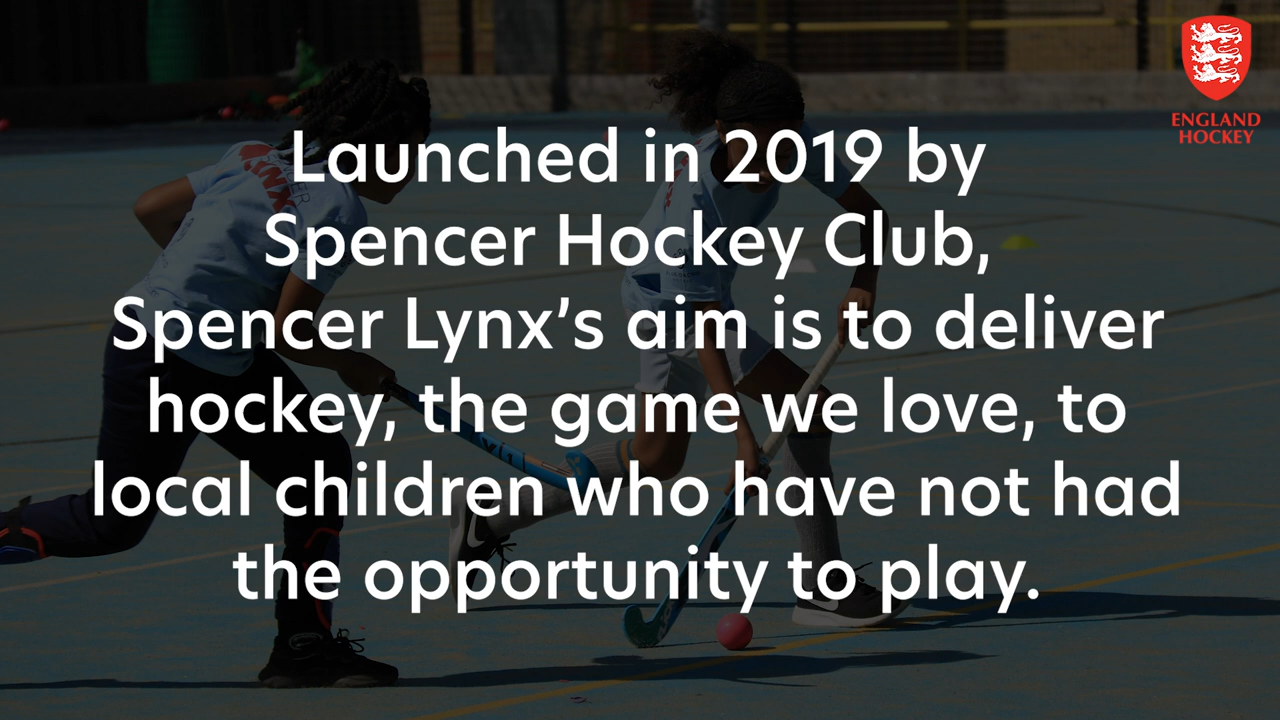 ENGLAND
HOCKEY
Launched in 2019 by
Spencer Hockey Club,
Spencer Lynx’s aim is to deliver
hockey, the game we love, to
local children who have not had
the opportunity to play.